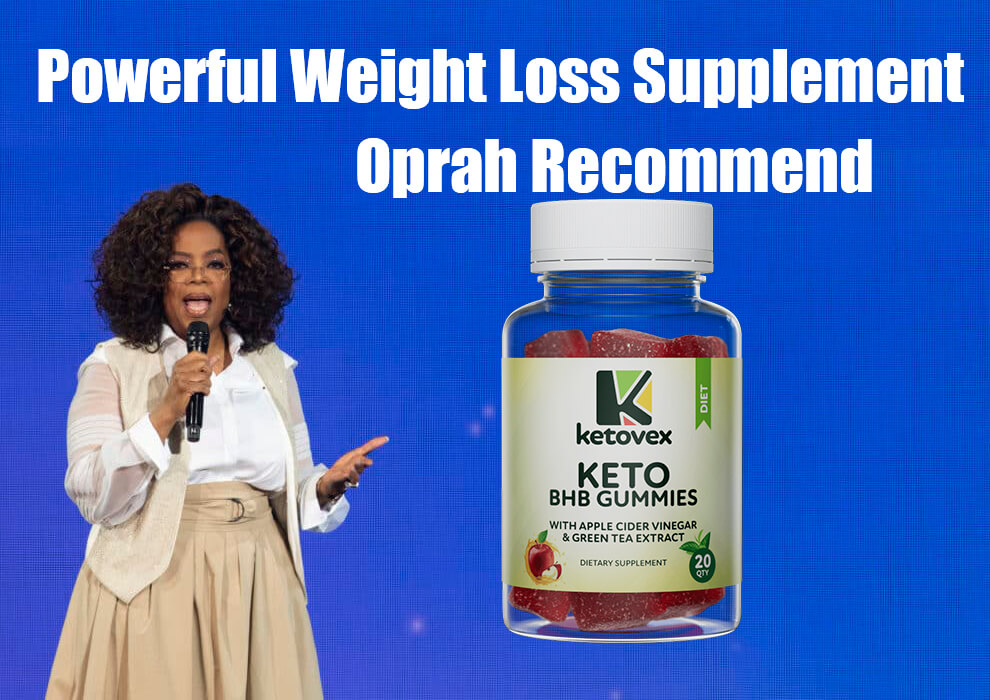 Powerful Weight Loss Supplement
Oprah Recommend
DIET
ketovex
KETO
BHB GUMMIES
WITH APPLE CIDER VINEGAR
& GREEN TEA EXTRACT
DIETARY SUPPLEMENT
20
QTY